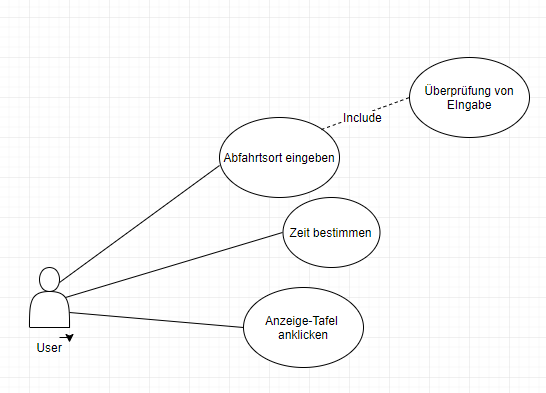 Überprüfung von
EIngabe
Include
Abfahrtsort eingeben
Zeit bestimmen
Anzeige-Tafel
anklicken
User